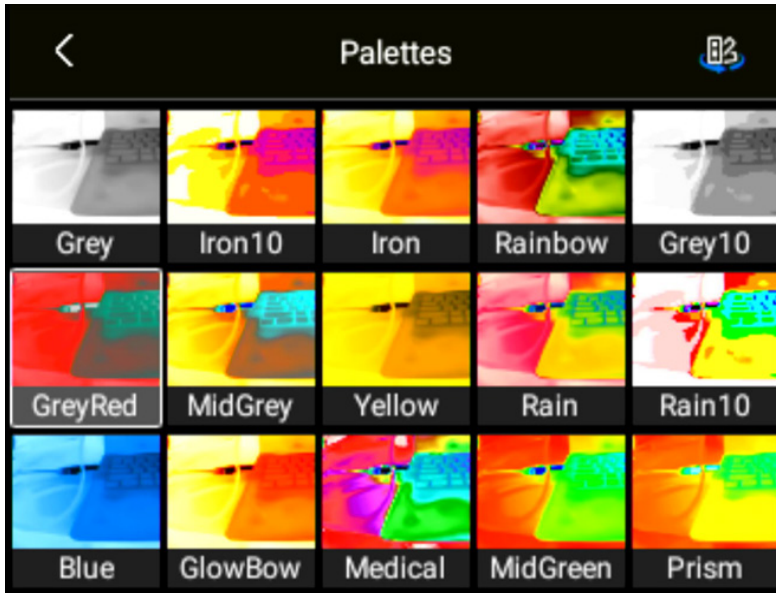 Palettes
Grey Iron10 Iron Rainbow Grey10
GreyRed MidGrey Yellow Rain Rain10
Blue GlowBow Medical MidGreen Prism